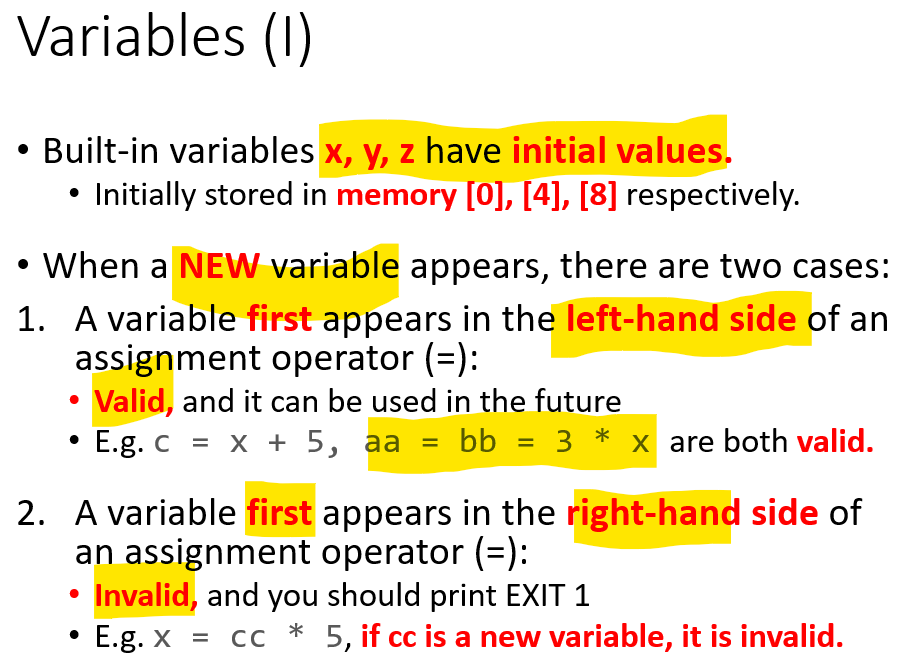 Variables (I)
• Built-in variables x, y, z have initial values.
• Initially stored in memory [0], [4], [8] respectively.
• When a NEW variable appears, there are two cases:
1. A variable first appears in the left-hand side of an
assignment operator (=):
• Valid, and it can be used in the future
• E.g. c = x + 5, aa = bb = 3 * x are both valid.
2. A variable first appears in the right-hand side of
an assignment operator (=):
• Invalid, and you should print EXIT 1
• E.g. x = cc * 5, if cc is a new variable, it is invalid.